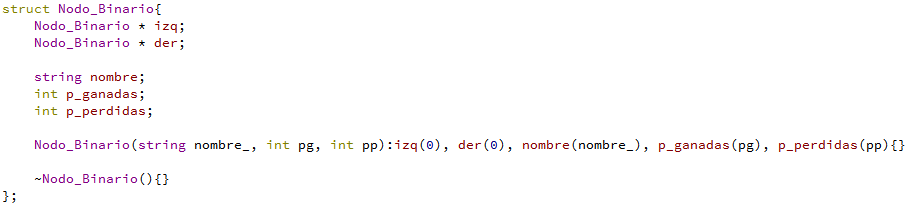 struct Nodo_Binario{
    Nodo_Binario * izq;
    Nodo_Binario * der;

    string nombre;
    int p_ganadas;
    int p_perdidas;

    Nodo_Binario(string nombre_, int pg, int pp):izq(0), der(0), nombre(nombre_), p_ganadas(pg), p_perdidas(pp){}

    ~Nodo_Binario(){}
};